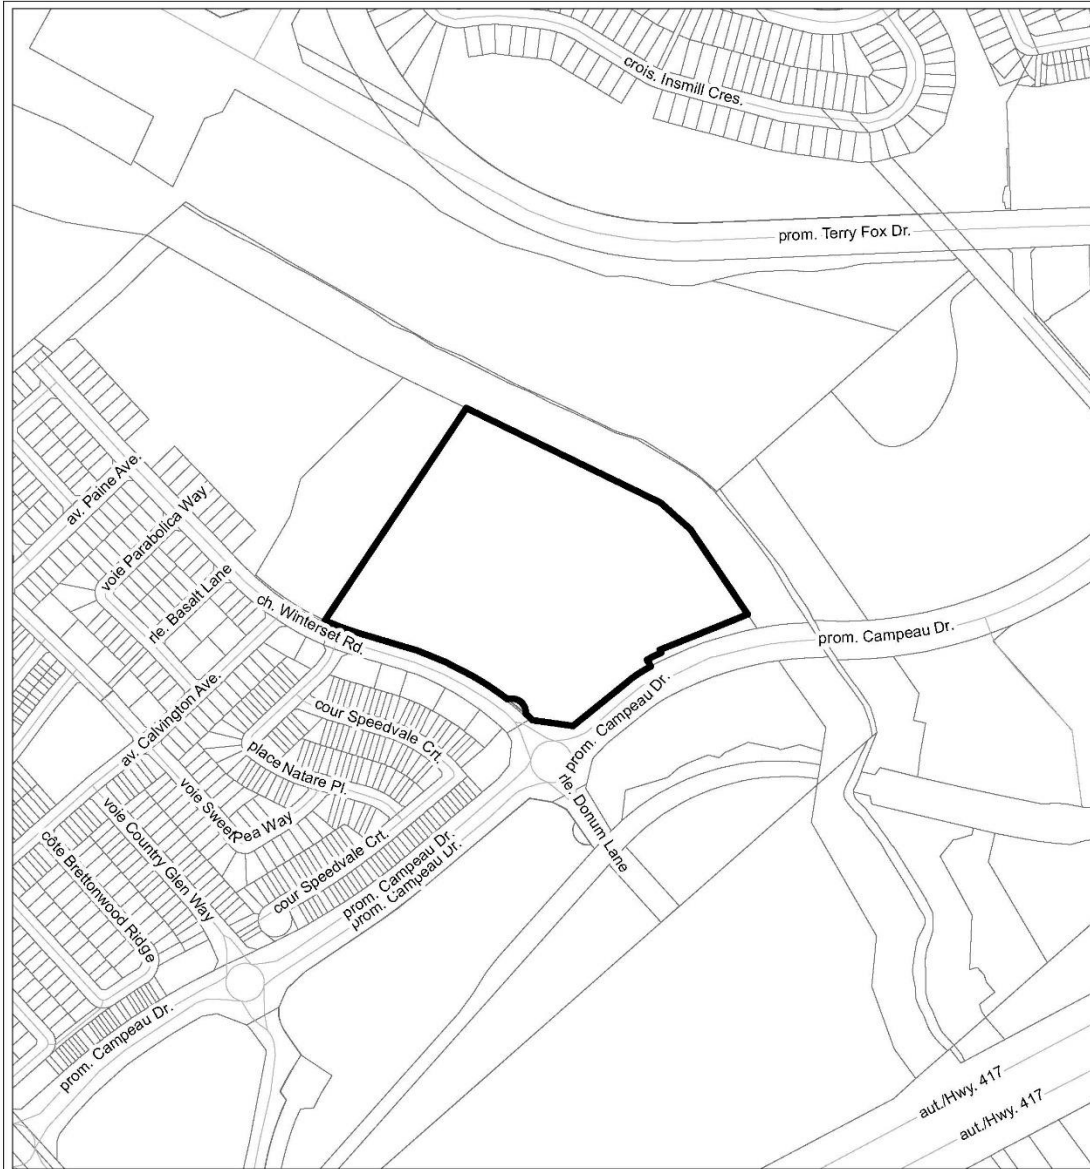 crois. Insmill Cres.
prom. Terry Fox Dr.
av. Paine Ave.
voie Parabolica Way
rle. Basalt Lane
ch. Winterset Rd.
prom. Campeau Dr.
av. Calvington Ave.
cour Speedvale Crt.
prom. Campeau Dr.
place Natare Pl.
voie Sweet Pea Way
rle. Donum Lane
voie Country Glen Way
côte Brettonwood Ridge
cour Speedvale Crt.
prom. Campeau Dr.
prom. Campeau Dr.
prom. Campeau Dr.
aut./Hwy. 417
aut./Hwy. 417